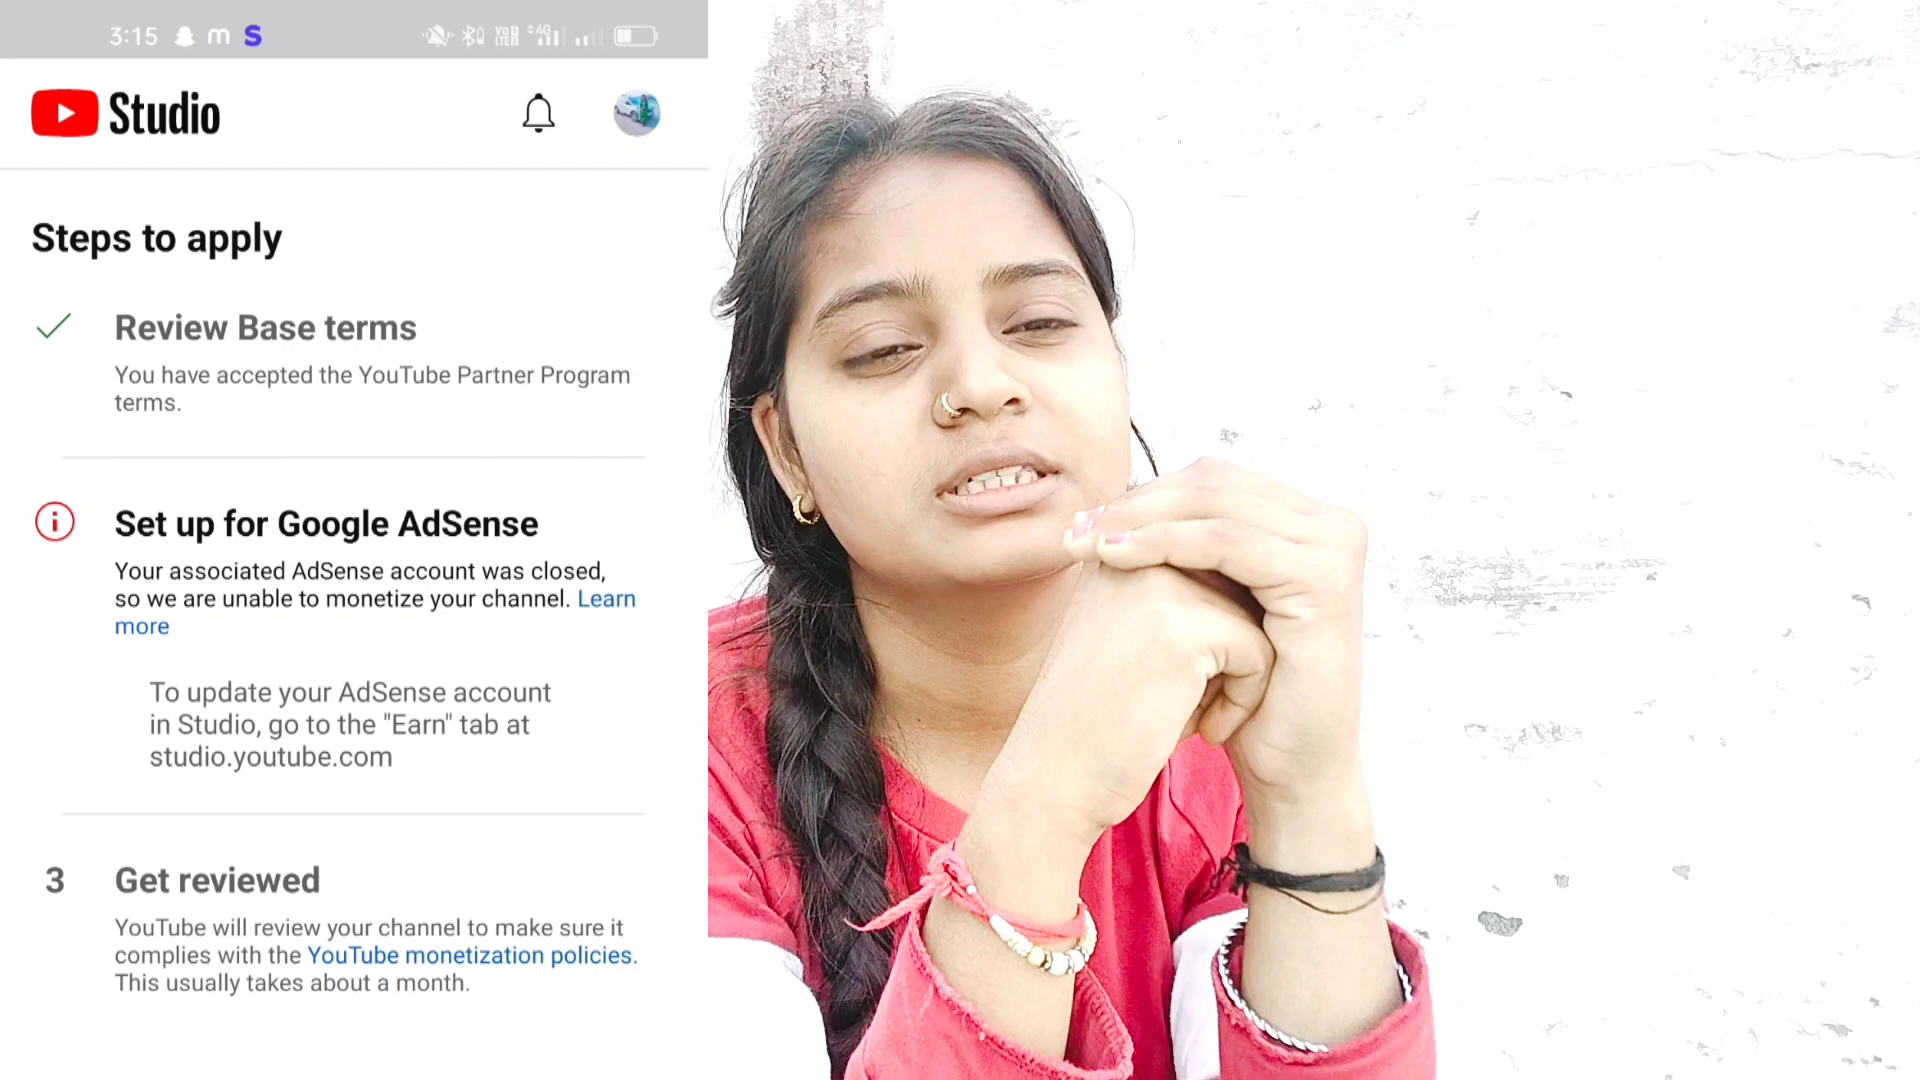 3:15 m S VoD LTE 4G
Studio
Steps to apply
Review Base terms
You have accepted the YouTube Partner Program
terms.
Set up for Google AdSense
Your associated AdSense account was closed,
so we are unable to monetize your channel. Learn
more
To update your AdSense account
in Studio, go to the "Earn" tab at
studio.youtube.com
3 Get reviewed
YouTube will review your channel to make sure it
complies with the YouTube monetization policies.
This usually takes about a month.